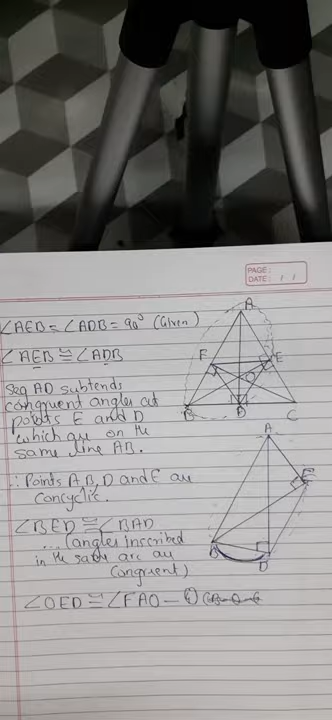 PAGE:
DATE: / /
∠AEB = ∠ADB = 90° (Given)
∠AEB ≅ ∠ADB
Seg AD subtends
congruent angles at
points E and D
which are on the
same line AB.
∴ Points A, B, D and E are
concyclic.
∠BED ≅ ∠BAD
... (angles inscribed
in the same arc are
congruent)
∠OED ≅ ∠FAO — ①
A
F
E
O
B
D
C
A
E
B
D